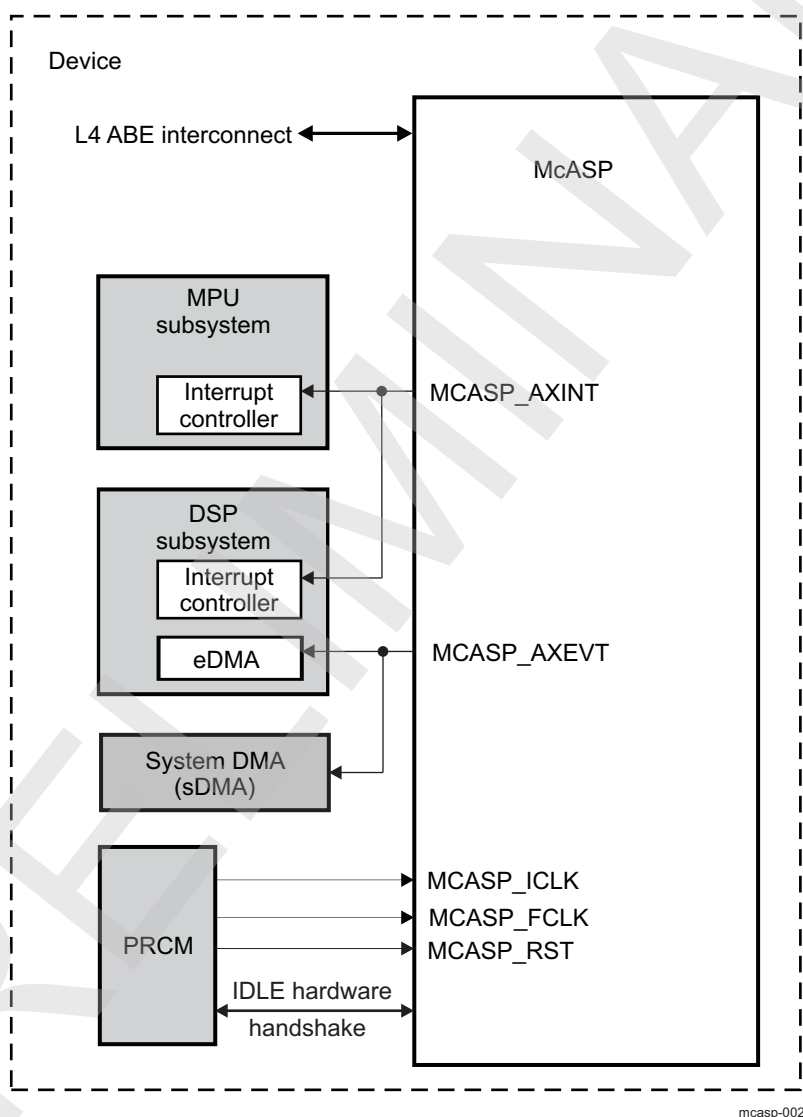 Device
L4 ABE interconnect
McASP
MPU
subsystem
Interrupt
controller
MCASP_AXINT
DSP
subsystem
Interrupt
controller
eDMA
MCASP_AXEVT
System DMA
(sDMA)
PRCM
MCASP_ICLK
MCASP_FCLK
MCASP_RST
IDLE hardware
handshake
mcasp-002
RELIMINA